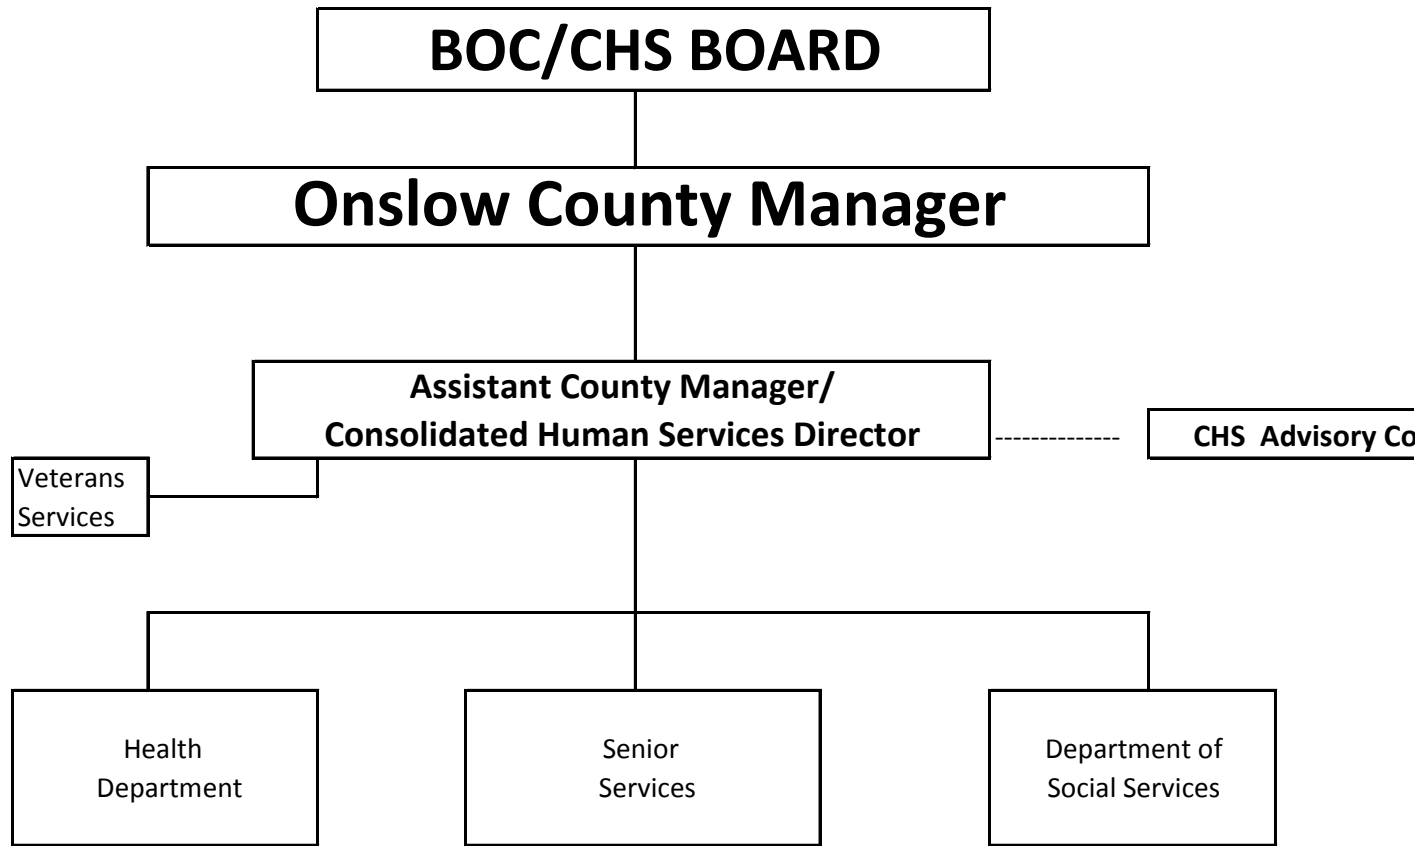 BOC/CHS BOARD
Onslow County Manager
Assistant County Manager/
Consolidated Human Services Director
CHS  Advisory
Veterans
Services
Health
Department
Senior
Services
Department of
Social Services